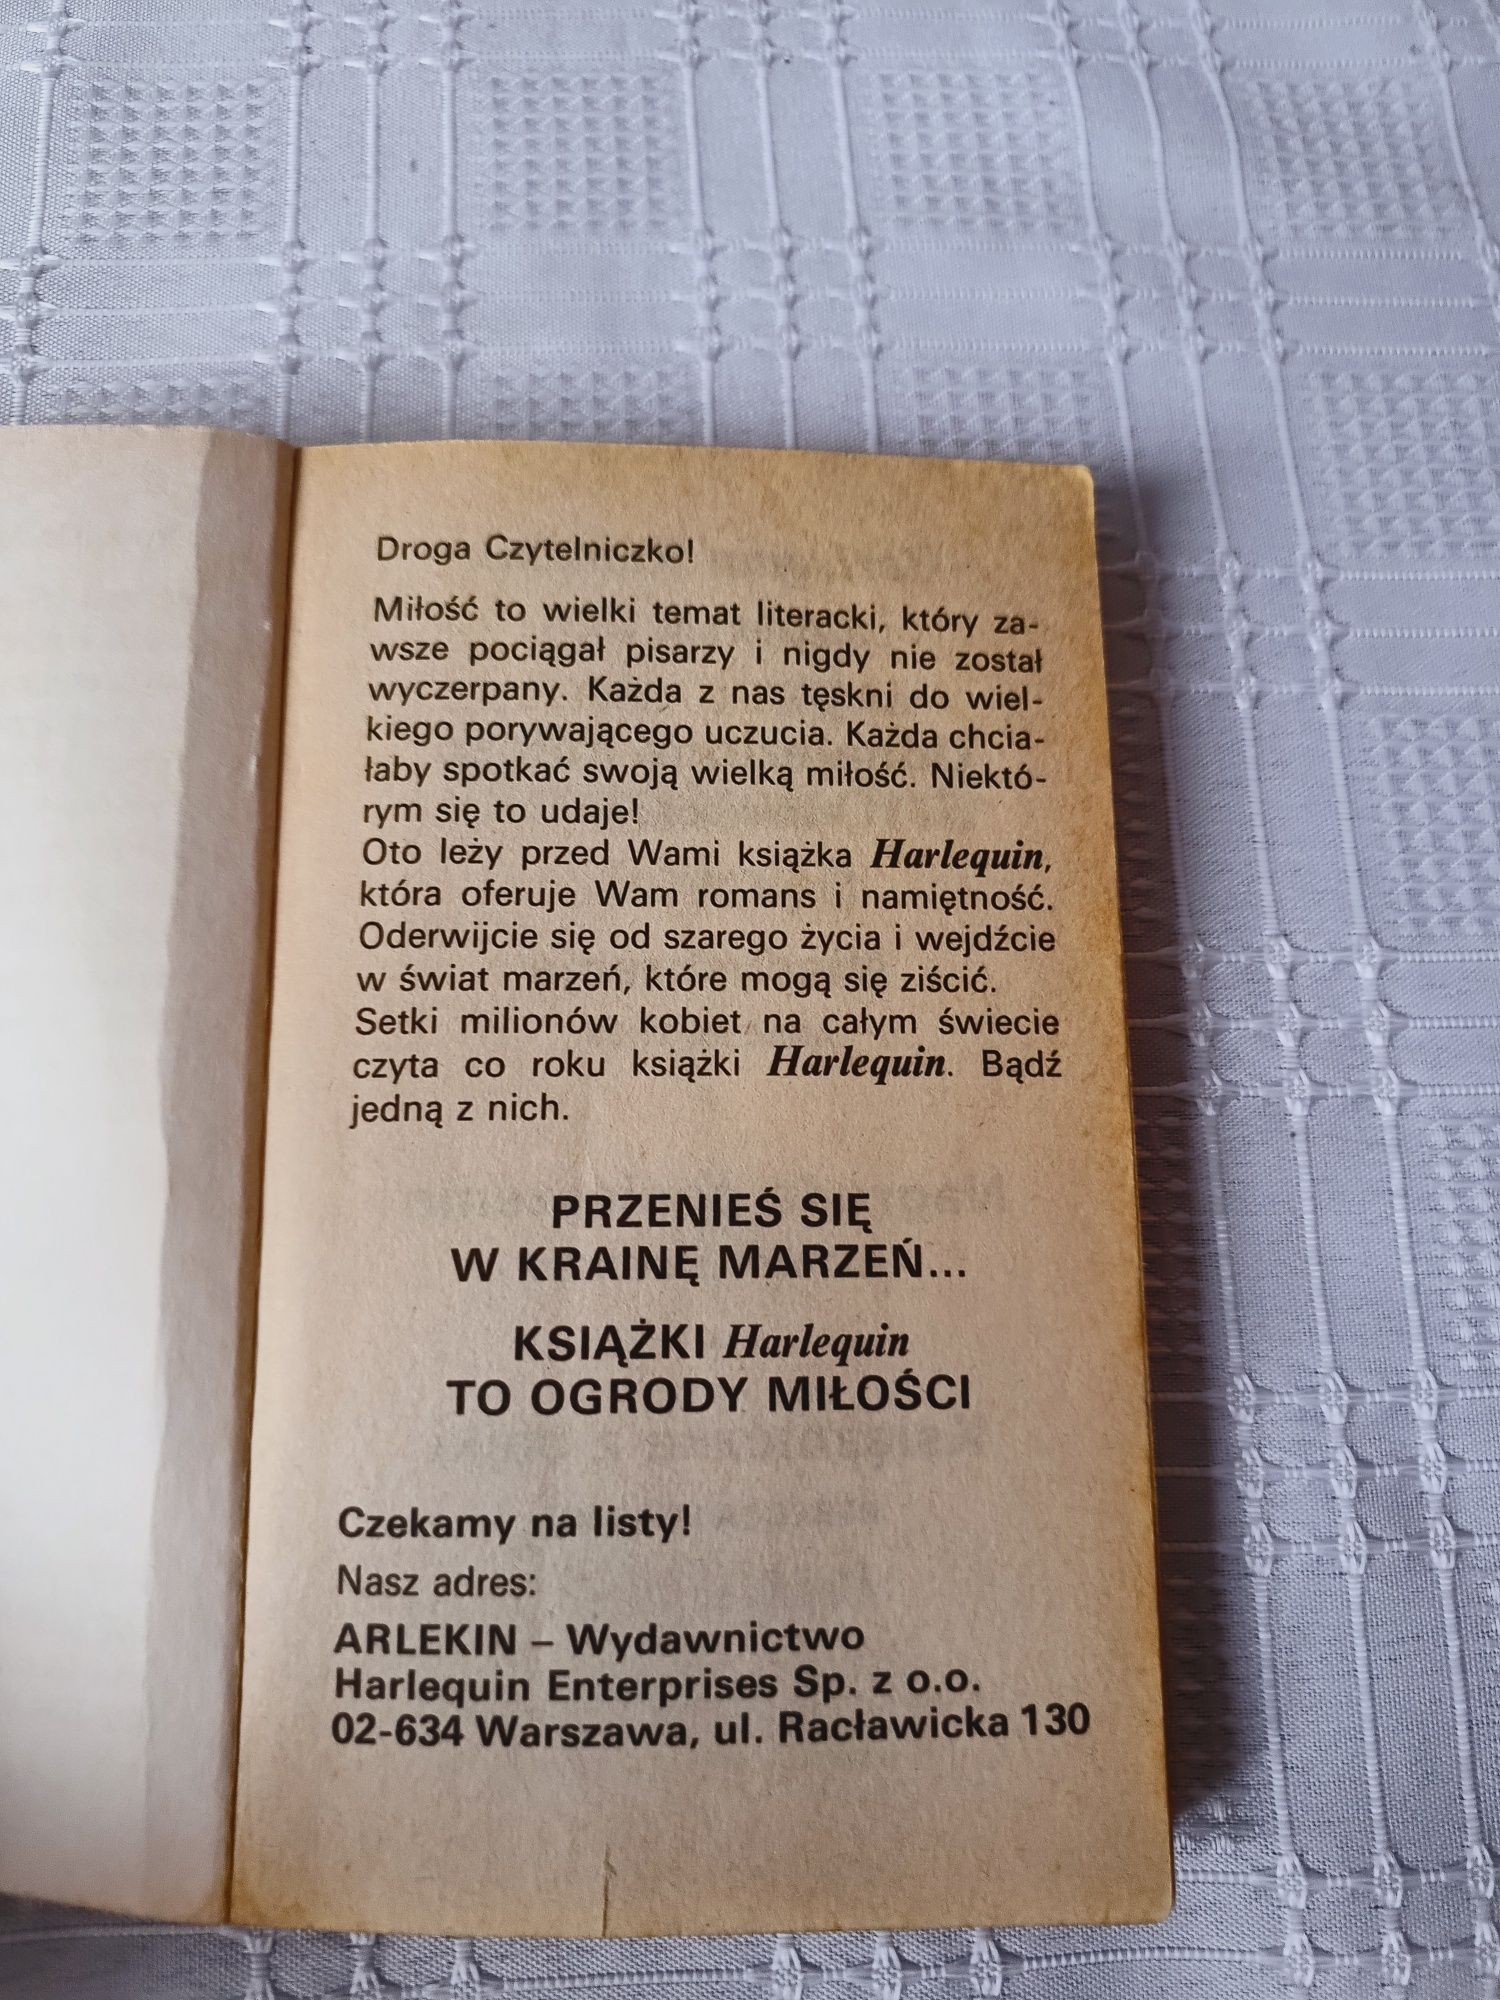 Droga Czytelniczko!
Miłość to wielki temat literacki, który za-
wsze pociągał pisarzy i nigdy nie został
wyczerpany. Każda z nas tęskni do wiel-
kiego porywającego uczucia. Każda chcia-
łaby spotkać swoją wielką miłość. Niektó-
rym się to udaje!
Oto leży przed Wami książka Harlequin,
która oferuje Wam romans i namiętność.
Oderwijcie się od szarego życia i wejdźcie
w świat marzeń, które mogą się ziścić.
Setki milionów kobiet na całym świecie
czyta co roku książki Harlequin. Bądź
jedną z nich.
PRZENIEŚ SIĘ
W KRAINĘ MARZEŃ...
KSIĄŻKI Harlequin
TO OGRODY MIŁOŚCI
Czekamy na listy!
Nasz adres:
ARLEKIN – Wydawnictwo
Harlequin Enterprises Sp. z o.o.
02-634 Warszawa, ul. Racławicka 130